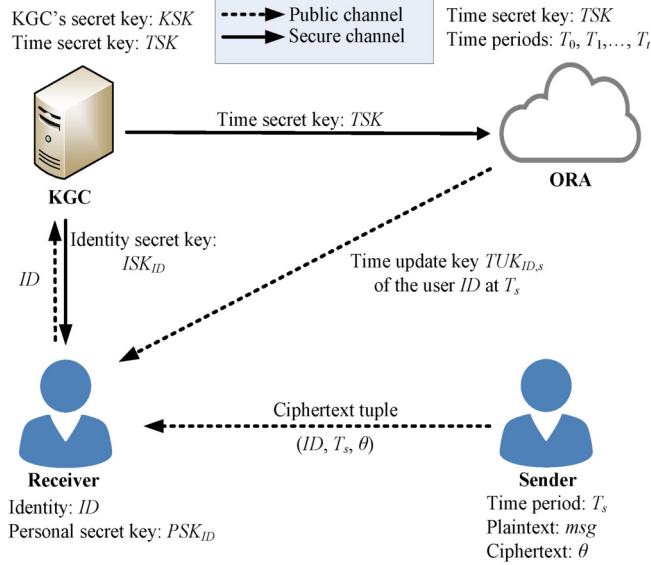 KGC's secret key: KSK
Time secret key: TSK
Public channel
Secure channel
Time secret key: TSK
Time periods: T0, T1,..., Tt
Time secret key: TSK
KGC
ORA
Identity secret key:
ISKID
ID
Time update key TUKID,s
of the user ID at Ts
Ciphertext tuple
(ID, Ts, θ)
Receiver
Identity: ID
Personal secret key: PSKID
Sender
Time period: Ts
Plaintext: msg
Ciphertext: θ